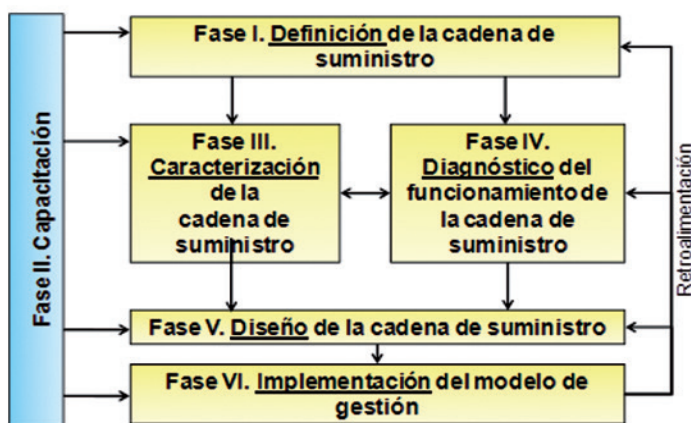 Fase II. Capacitación
Fase I. Definición de la cadena de
suministro
Fase III.
Caracterización
de la
cadena de
suministro
Fase IV.
Diagnóstico del
funcionamiento de
la cadena de
suministro
Fase V. Diseño de la cadena de suministro
Fase VI. Implementación del modelo de
gestión
Retroalimentación